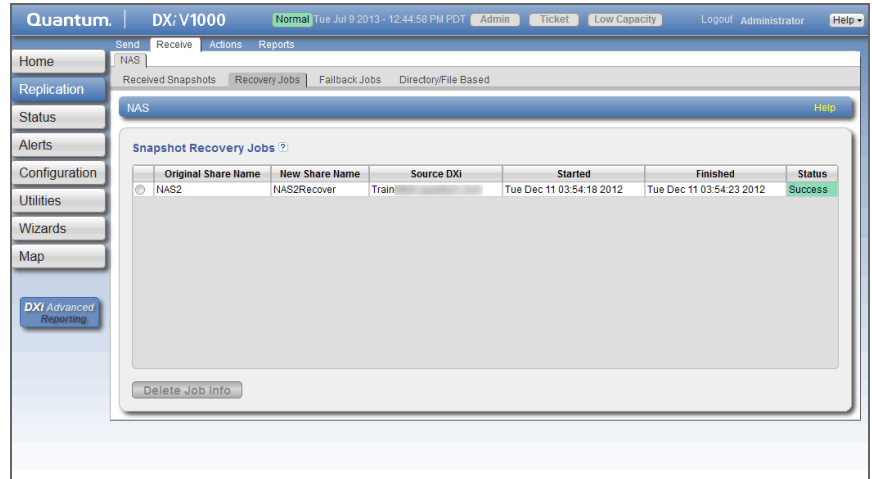 Quantum. DXi V1000 Normal Tue Jul 9 2013 - 12:44:58 PM PDT Admin Ticket Low Capacity Logout Administrator Help
Send Receive Actions Reports
Home
NAS
Received Snapshots Recovery Jobs Failback Jobs Directory/File Based
Replication
NAS Help
Status
Alerts
Snapshot Recovery Jobs ?
Configuration
Original Share Name New Share Name Source DXi Started Finished Status
NAS2 NAS2Recover Train Tue Dec 11 03:54:18 2012 Tue Dec 11 03:54:23 2012 Success
Utilities
Wizards
Map
DXi Advanced
Reporting
Delete Job Info